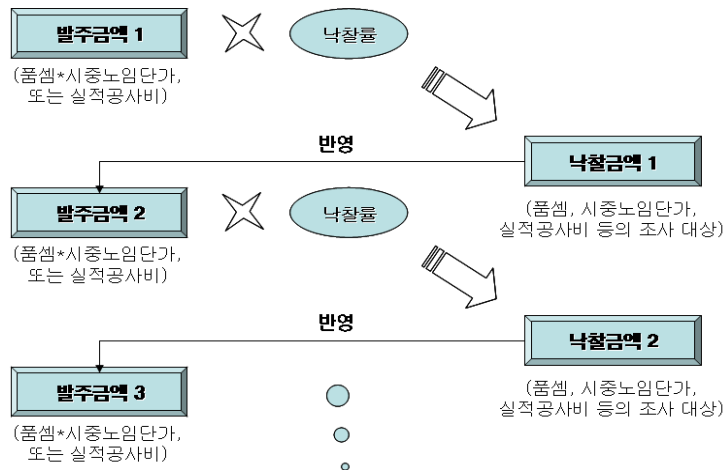 발주금액 1
낙찰률
(품셈*시중노임단가,
또는 실적공사비)
반영
낙찰금액 1
발주금액 2
낙찰률
(품셈, 시중노임단가,
실적공사비 등의 조사 대상)
(품셈*시중노임단가,
또는 실적공사비)
반영
낙찰금액 2
발주금액 3
(품셈, 시중노임단가,
실적공사비 등의 조사 대상)
(품셈*시중노임단가,
또는 실적공사비)